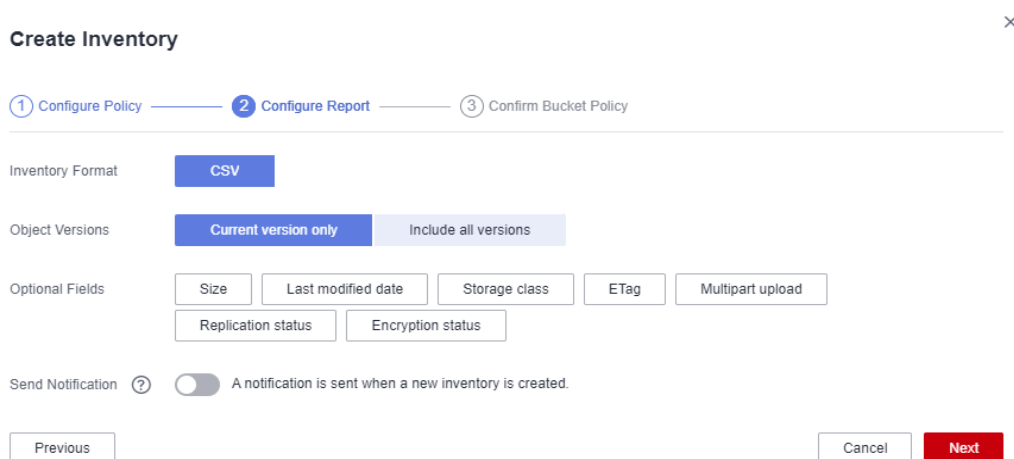 Create Inventory
×
1 Configure Policy 2 Configure Report 3 Confirm Bucket Policy
Inventory Format CSV
Object Versions Current version only Include all versions
Optional Fields Size Last modified date Storage class ETag Multipart upload
Replication status Encryption status
Send Notification ? A notification is sent when a new inventory is created.
Previous Cancel Next